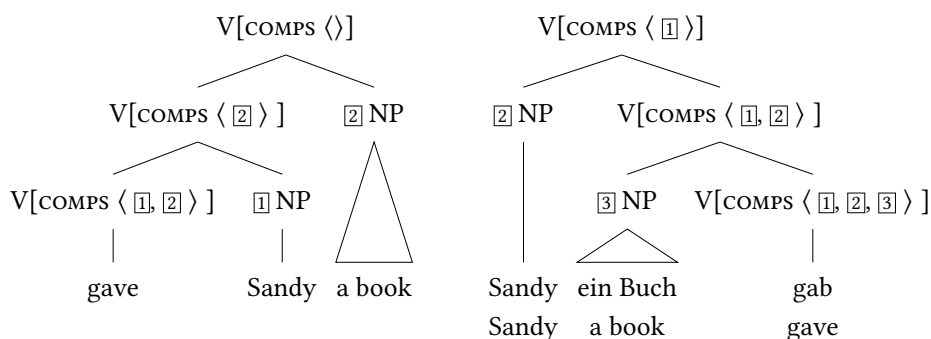 V[COMPS ⟨⟩] V[COMPS ⟨ 1 ⟩]
V[COMPS ⟨ 2 ⟩ ] 2 NP 2 NP V[COMPS ⟨ 1, 2 ⟩ ]
V[COMPS ⟨ 1, 2 ⟩ ] 1 NP 3 NP V[COMPS ⟨ 1, 2, 3 ⟩ ]
gave Sandy a book Sandy ein Buch gab
Sandy a book gave